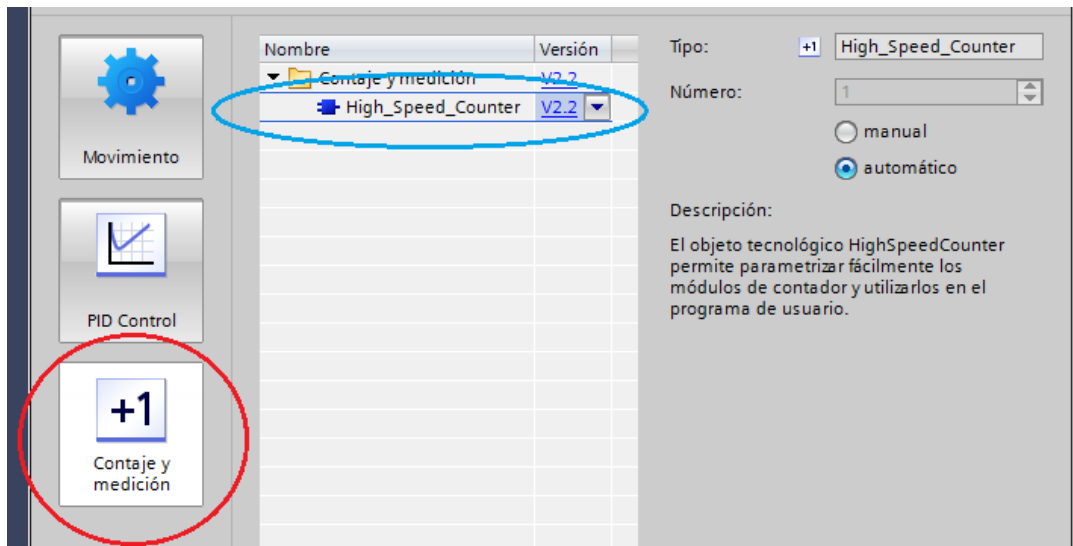 Movimiento
PID Control
+1
Contaje y
medición
Nombre
Versión
Contaje y medición
V2.2
High_Speed_Counter
V2.2
Tipo:
+1
High_Speed_Counter
Número:
1
manual
automático
Descripción:
El objeto tecnológico HighSpeedCounter
permite parametrizar fácilmente los
módulos de contador y utilizarlos en el
programa de usuario.